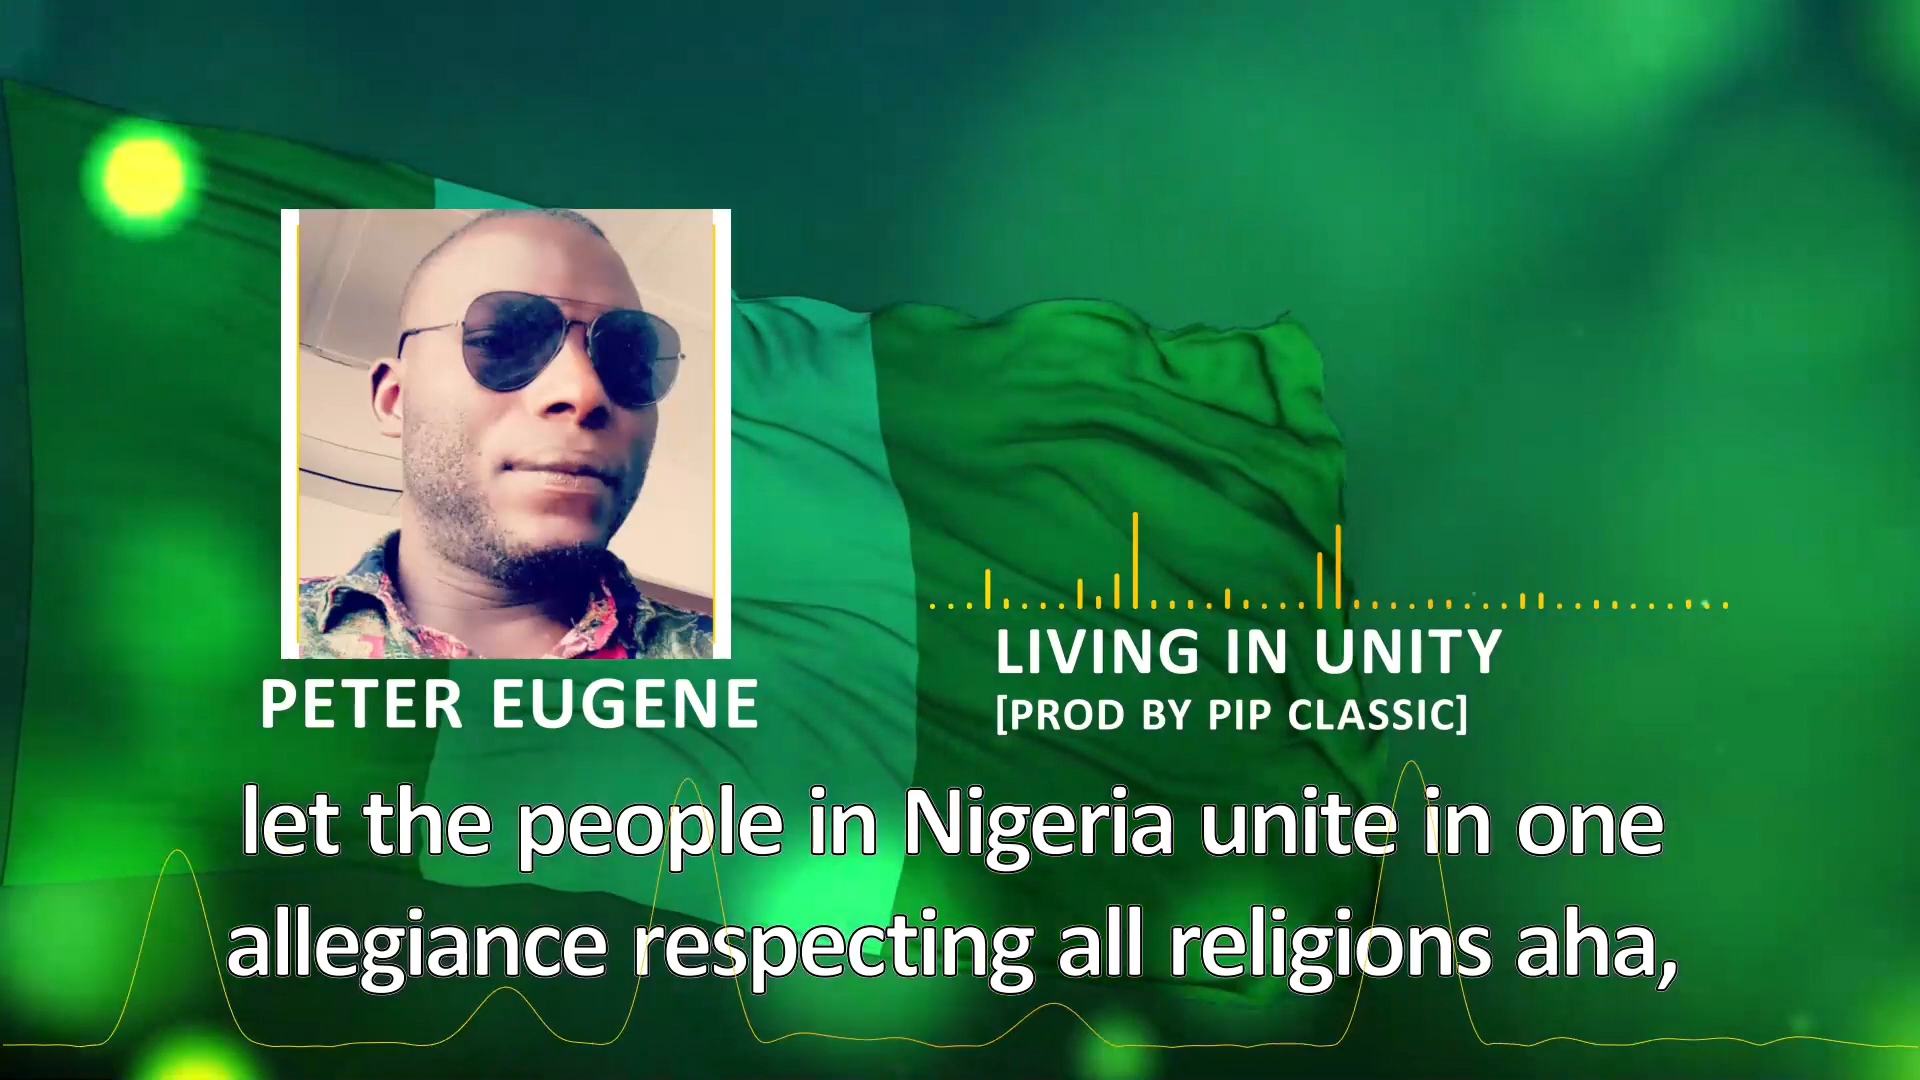 PETER EUGENE
LIVING IN UNITY
[PROD BY PIP CLASSIC]
let the people in Nigeria unite in one
allegiance respecting all religions aha,